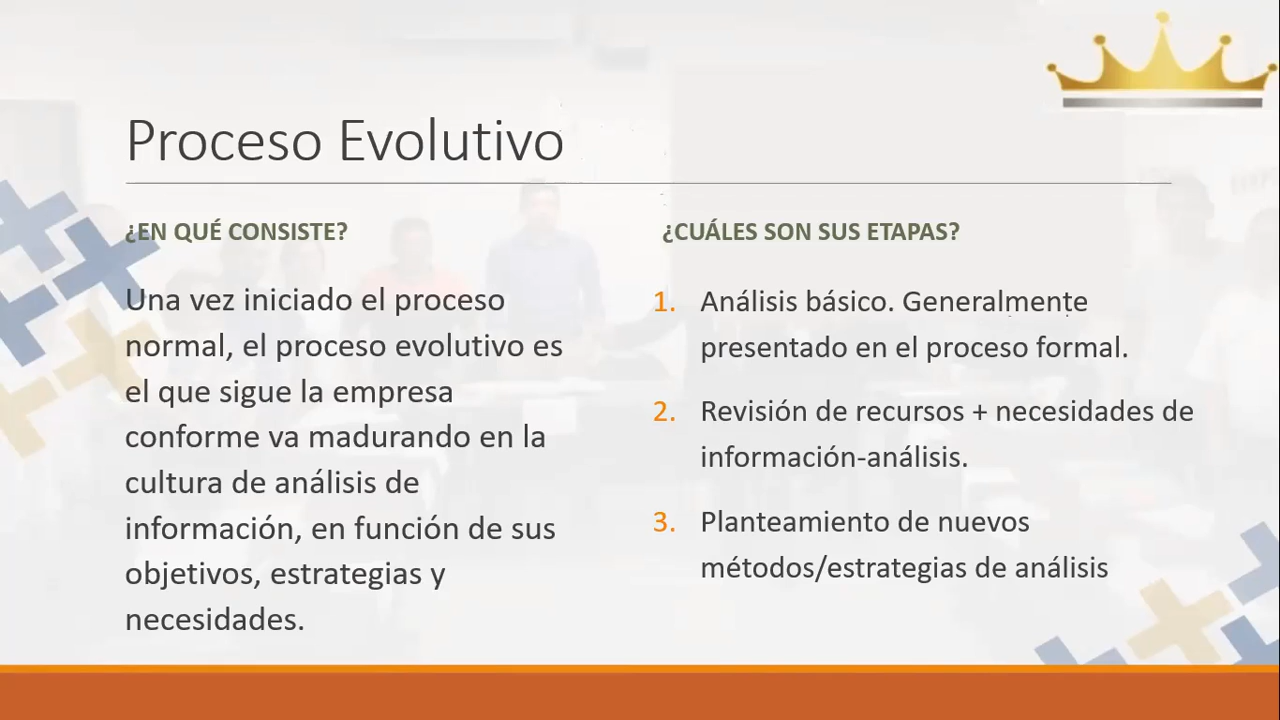 Proceso Evolutivo
¿EN QUÉ CONSISTE?
Una vez iniciado el proceso
normal, el proceso evolutivo es
el que sigue la empresa
conforme va madurando en la
cultura de análisis de
información, en función de sus
objetivos, estrategias y
necesidades.
¿CUÁLES SON SUS ETAPAS?
1. Análisis básico. Generalmente
presentado en el proceso formal.
2. Revisión de recursos + necesidades de
información-análisis.
3. Planteamiento de nuevos
métodos/estrategias de análisis